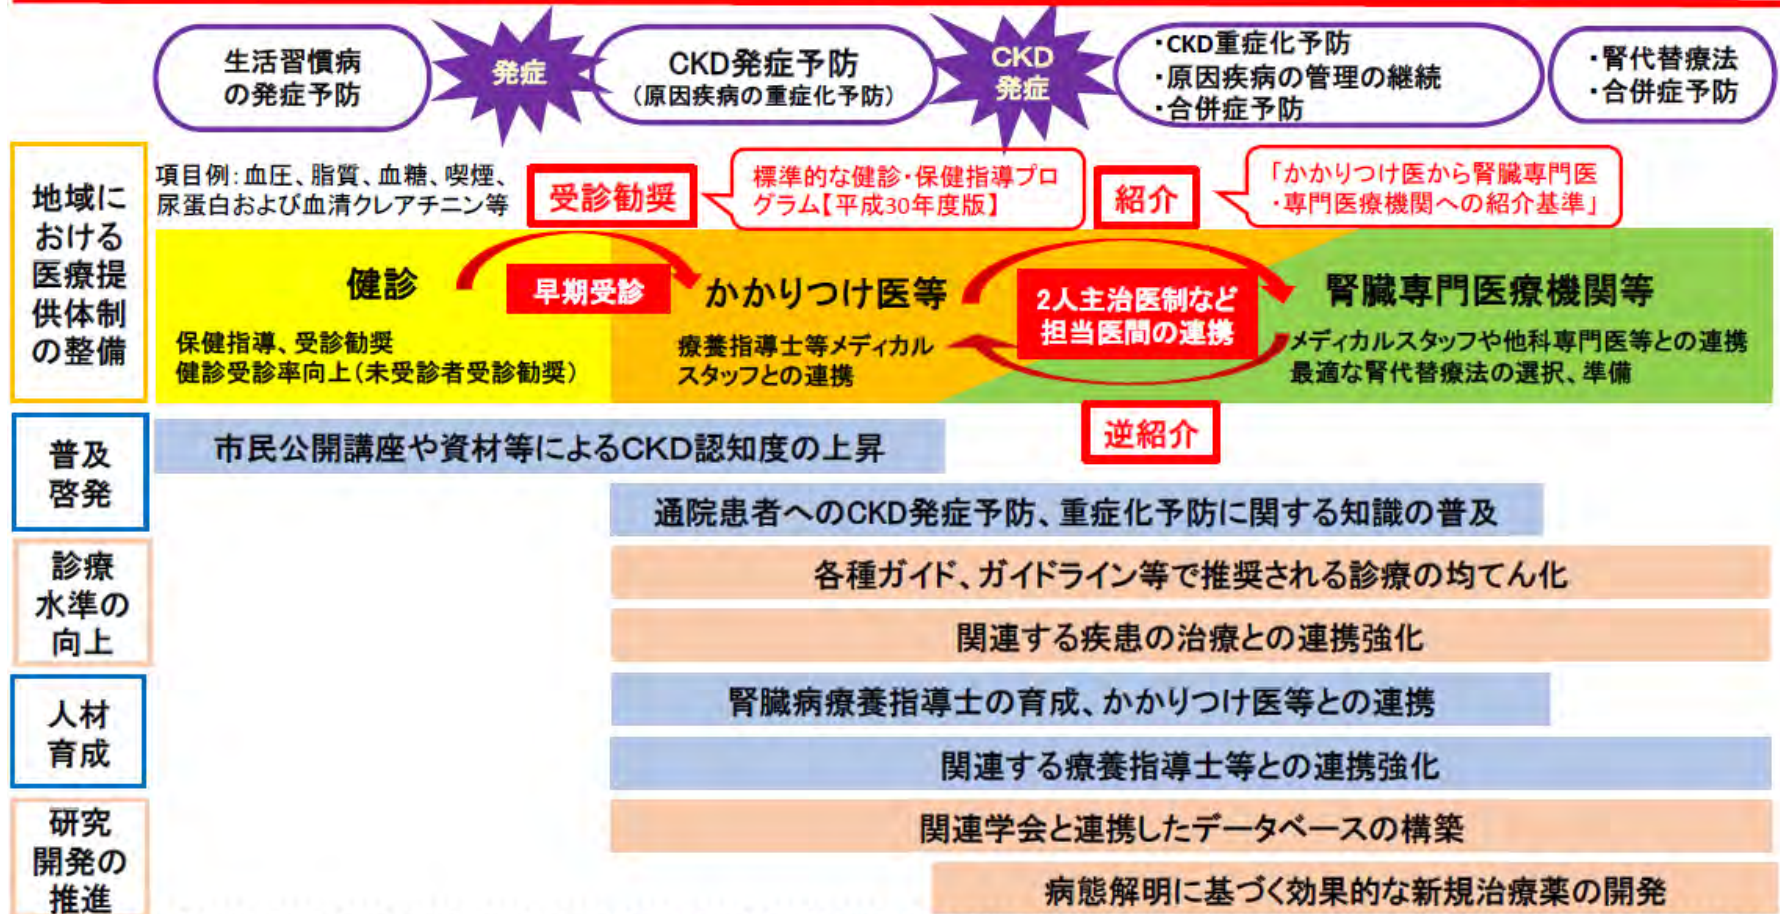 生活習慣病
の発症予防
発症
CKD発症予防
(原因疾病の重症化予防)
CKD
発症
・CKD重症化予防
・原因疾病の管理の継続
・合併症予防
・腎代替療法
・合併症予防
地域に
おける
医療提
供体制
の整備
項目例:血圧、脂質、血糖、喫煙、
尿蛋白および血清クレアチニン等
受診勧奨
標準的な健診・保健指導プロ
グラム【平成30年度版】
紹介
「かかりつけ医から腎臓専門医
・専門医療機関への紹介基準」
健診
早期受診
かかりつけ医等
2人主治医制など
担当医間の連携
腎臓専門医療機関等
保健指導、受診勧奨
健診受診率向上(未受診者受診勧奨)
療養指導士等メディカル
スタッフとの連携
メディカルスタッフや他科専門医等との連携
最適な腎代替療法の選択、準備
逆紹介
普及
啓発
市民公開講座や資材等によるCKD認知度の上昇
通院患者へのCKD発症予防、重症化予防に関する知識の普及
診療
水準の
向上
各種ガイド、ガイドライン等で推奨される診療の均てん化
関連する疾患の治療との連携強化
人材
育成
腎臓病療養指導士の育成、かかりつけ医等との連携
関連する療養指導士等との連携強化
研究
開発の
推進
関連学会と連携したデータベースの構築
病態解明に基づく効果的な新規治療薬の開発